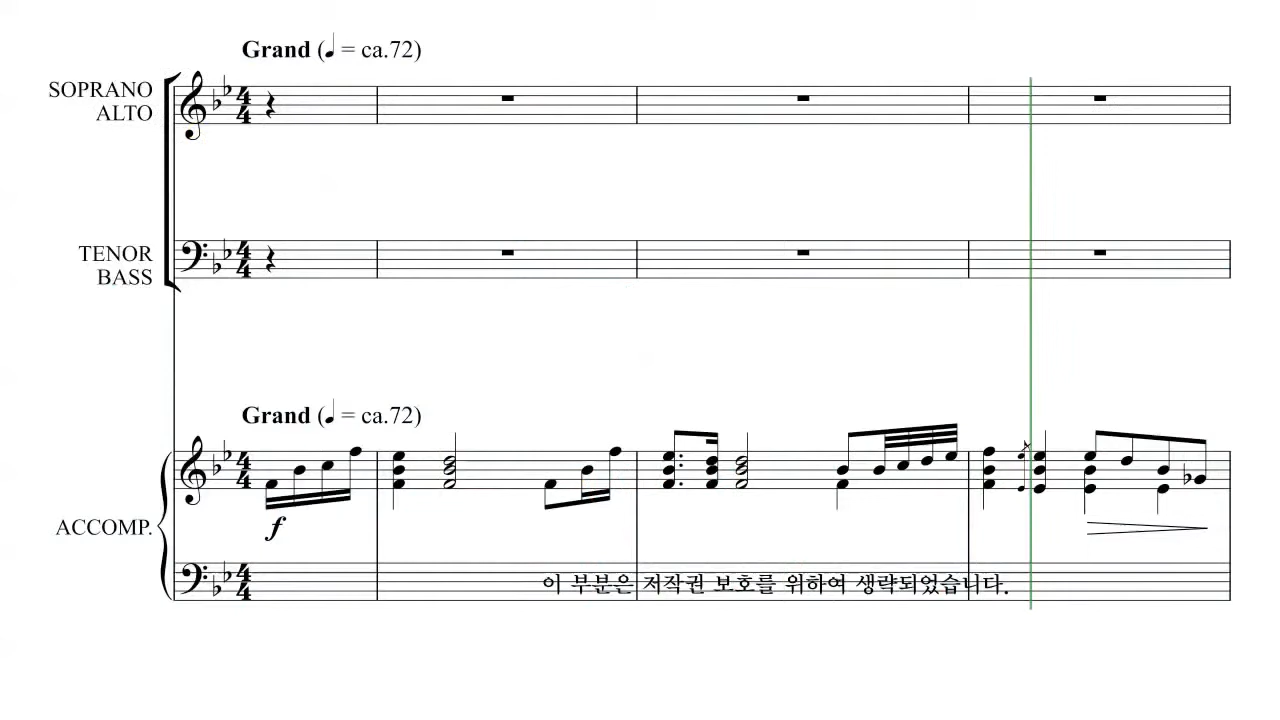 Grand (♩ = ca.72)
SOPRANO
ALTO
TENOR
BASS
Grand (♩ = ca.72)
f
ACCOMP.
이 부분은 저작권 보호를 위하여 생략되었습니다.